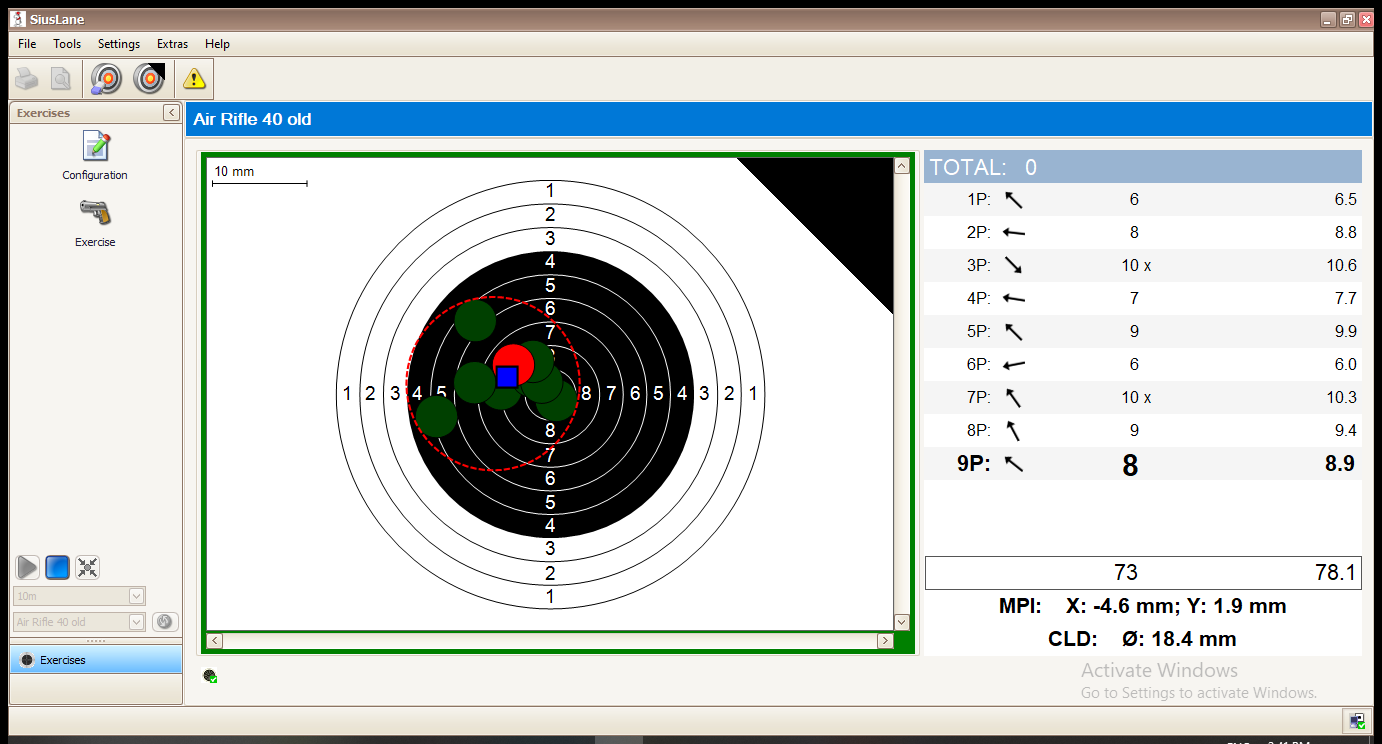 SiusLane
File Tools Settings Extras Help
Exercises
Configuration
Exercise
10m
Air Rifle 40 old
Exercises
Air Rifle 40 old
10 mm
1
2
3
4
5
6
7
1 2 3 4 5 8 7 6 5 4 3 2 1
8
7
6
5
4
3
2
1
TOTAL: 0
1P: 6 6.5
2P: 8 8.8
3P: 10 x 10.6
4P: 7 7.7
5P: 9 9.9
6P: 6 6.0
7P: 10 x 10.3
8P: 9 9.4
9P: 8 8.9
73 78.1
MPI: X: -4.6 mm; Y: 1.9 mm
CLD: Ø: 18.4 mm
Activate Windows
Go to Settings to activate Windows.